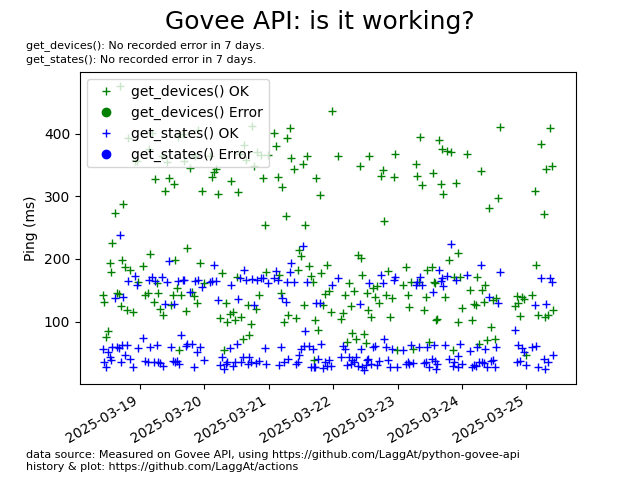 Govee API: is it working?
get_devices(): No recorded error in 7 days.
get_states(): No recorded error in 7 days.
get_devices() OK
get_devices() Error
get_states() OK
get_states() Error
Ping (ms)
400
300
200
100
2025-03-19
2025-03-20
2025-03-21
2025-03-22
2025-03-23
2025-03-24
2025-03-25
data source: Measured on Govee API, using https://github.com/LaggAt/python-govee-api
history & plot: https://github.com/LaggAt/actions